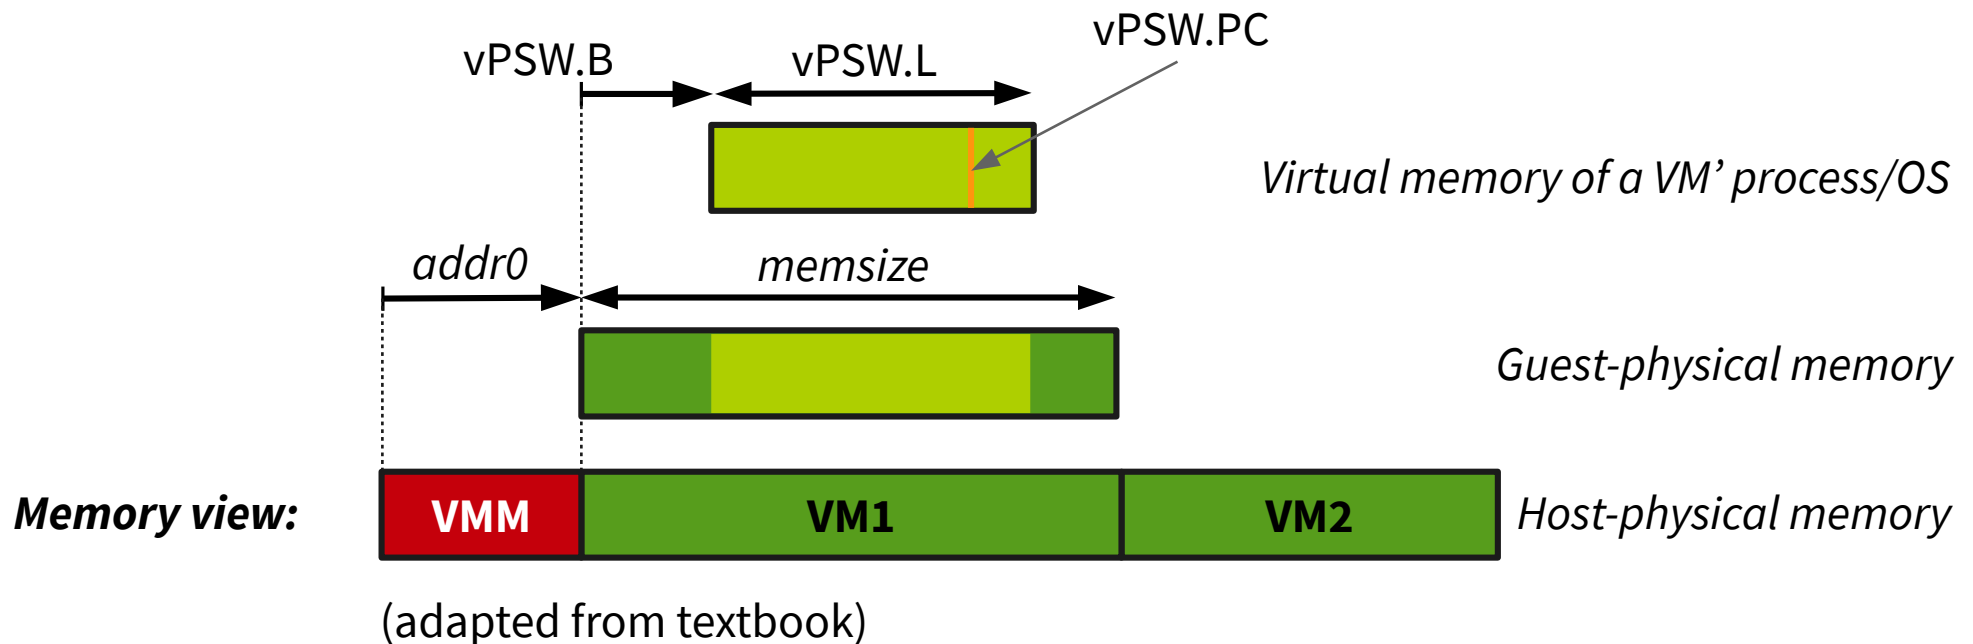 vPSW.B
vPSW.L
vPSW.PC
Virtual memory of a VM’ process/OS
addr0
memsize
Guest-physical memory
Memory view:
VMM
VM1
VM2
Host-physical memory
(adapted from textbook)